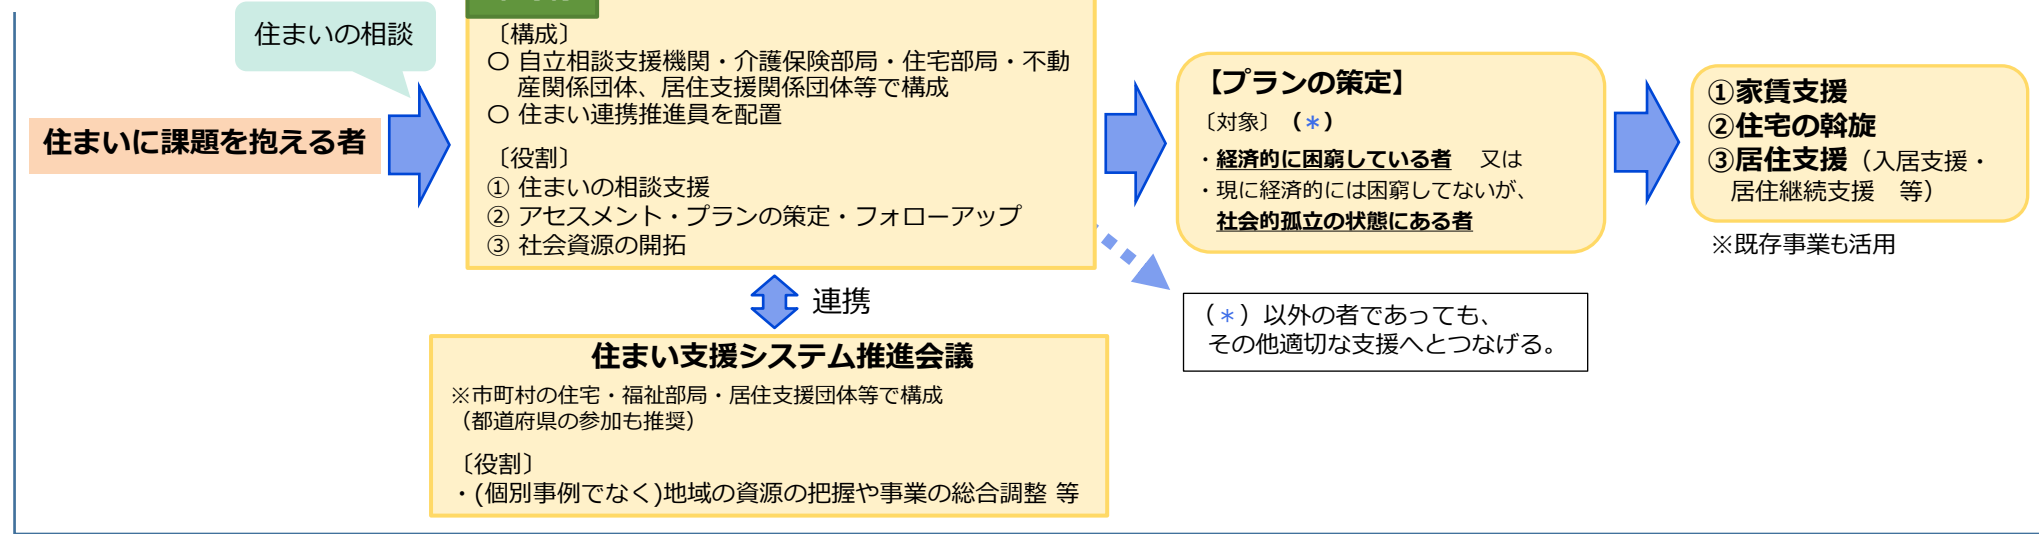 住まいの相談
住まいに課題を抱える者
〔構成〕
〇 自立相談支援機関・介護保険部局・住宅部局・不動
産関係団体、居住支援関係団体等で構成
〇 住まい連携推進員を配置
〔役割〕
① 住まいの相談支援
② アセスメント・プランの策定・フォローアップ
③ 社会資源の開拓
連携
住まい支援システム推進会議
※市町村の住宅・福祉部局・居住支援団体等で構成
（都道府県の参加も推奨）
〔役割〕
・(個別事例でなく)地域の資源の把握や事業の総合調整 等
【プランの策定】
〔対象〕（＊）
・経済的に困窮している者　又は
・現に経済的には困窮してないが、
社会的孤立の状態にある者
（＊）以外の者であっても、
その他適切な支援へとつなげる。
①家賃支援
②住宅の斡旋
③居住支援（入居支援・
居住継続支援　等）
※既存事業も活用